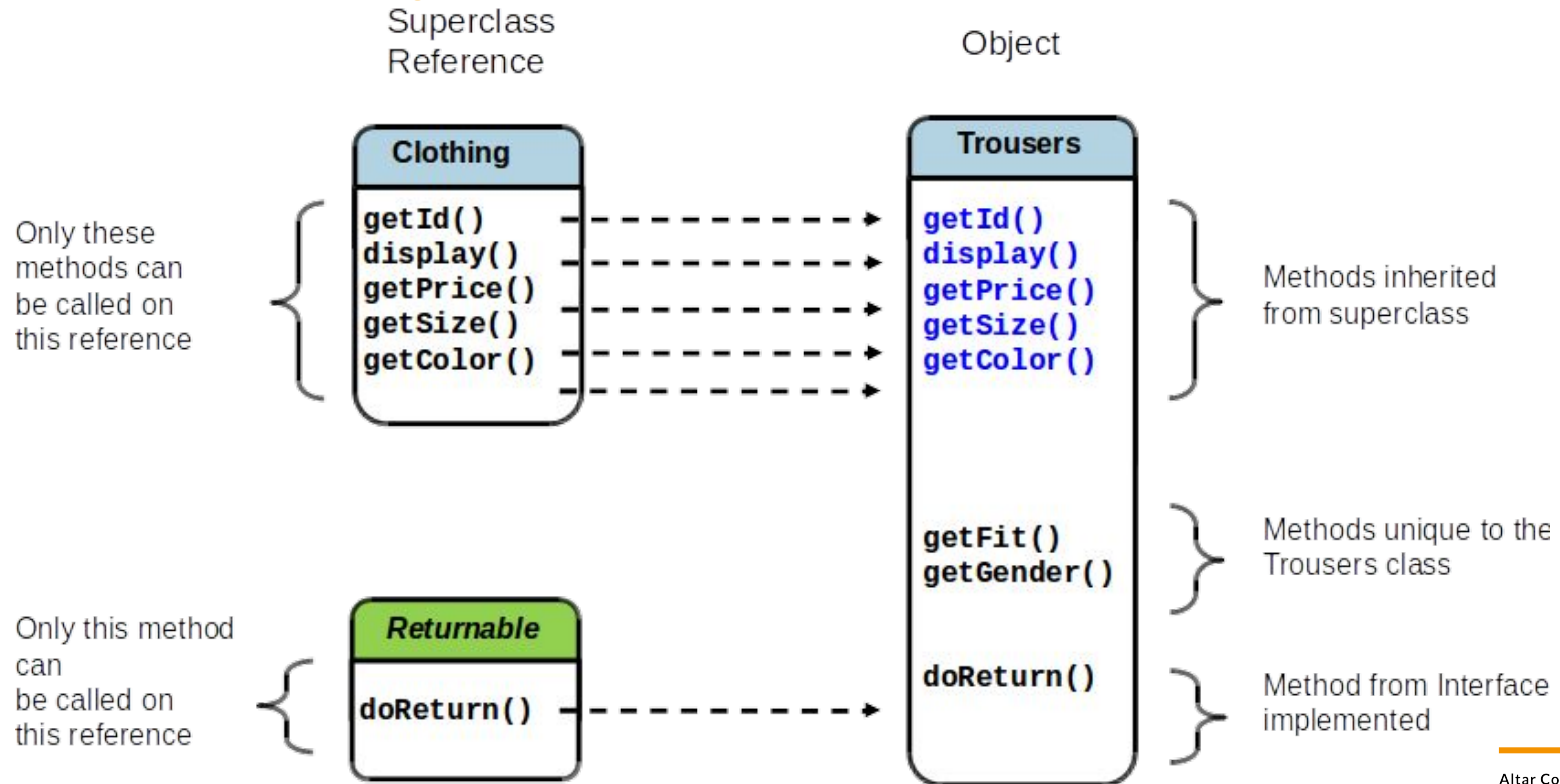 Superclass
Reference
Object
Clothing
Trousers
Only these
methods can
be called on
this reference
getId()
display()
getPrice()
getSize()
getColor()
getId()
display()
getPrice()
getSize()
getColor()
Methods inherited
from superclass
getFit()
getGender()
Methods unique to the
Trousers class
Only this method
can
be called on
this reference
Returnable
doReturn()
doReturn()
Method from Interface
implemented
Altar Co